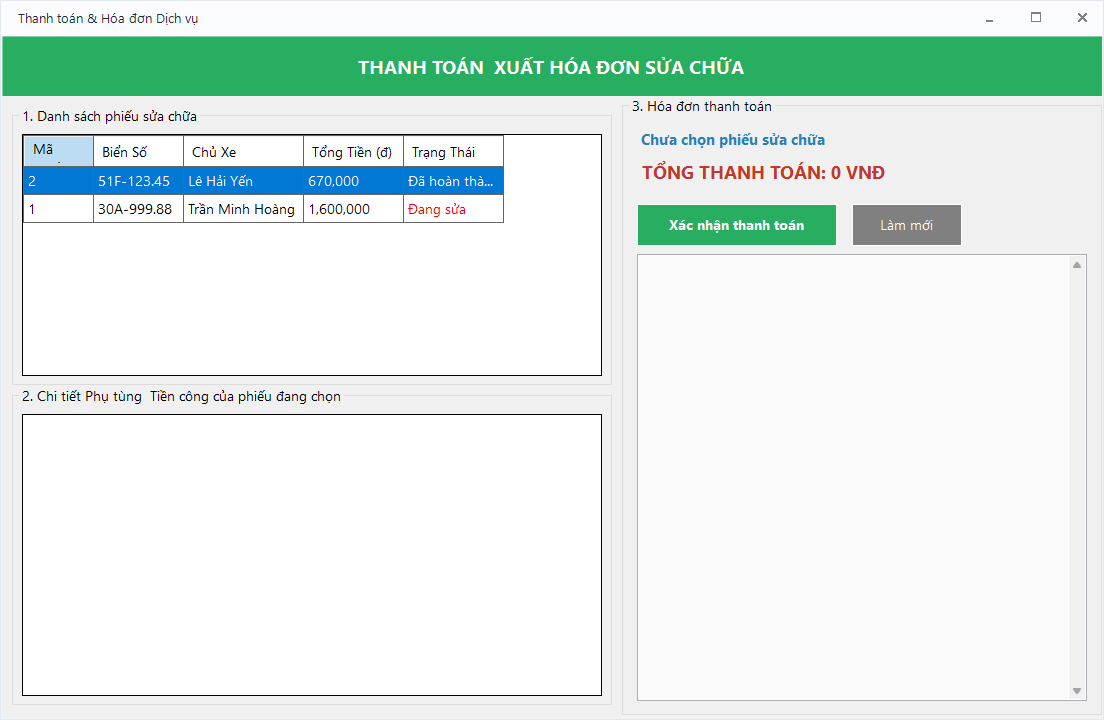 Thanh toán & Hóa đơn Dịch vụ
THANH TOÁN  XUẤT HÓA ĐƠN SỬA CHỮA
1. Danh sách phiếu sửa chữa
Mã Biển Số Chủ Xe Tổng Tiền (đ) Trạng Thái
2 51F-123.45 Lê Hải Yến 670,000 Đã hoàn thà...
1 30A-999.88 Trần Minh Hoàng 1,600,000 Đang sửa
2. Chi tiết Phụ tùng  Tiền công của phiếu đang chọn
3. Hóa đơn thanh toán
Chưa chọn phiếu sửa chữa
TỔNG THANH TOÁN: 0 VNĐ
Xác nhận thanh toán Làm mới